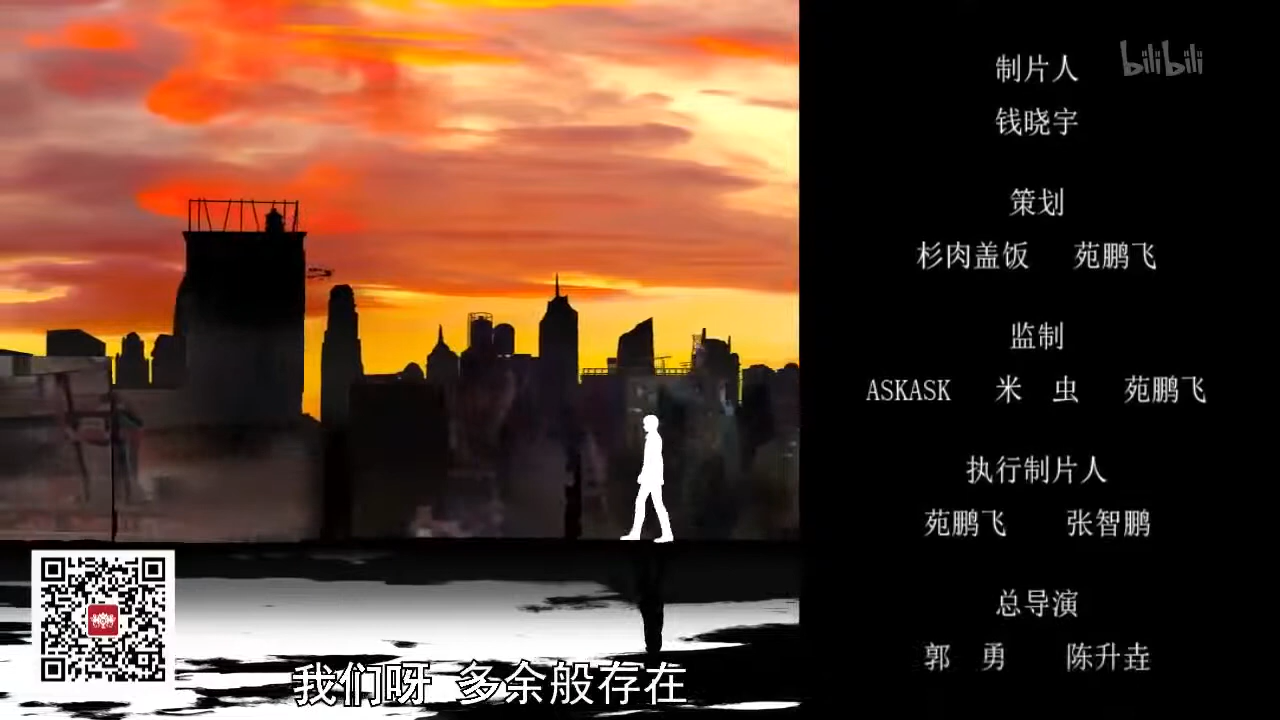 bilibili
制片人
钱晓宇
策划
杉肉盖饭 苑鹏飞
监制
ASKASK 米 虫 苑鹏飞
执行制片人
苑鹏飞 张智鹏
总导演
郭 勇 陈升垚
我们呀 多余般存在